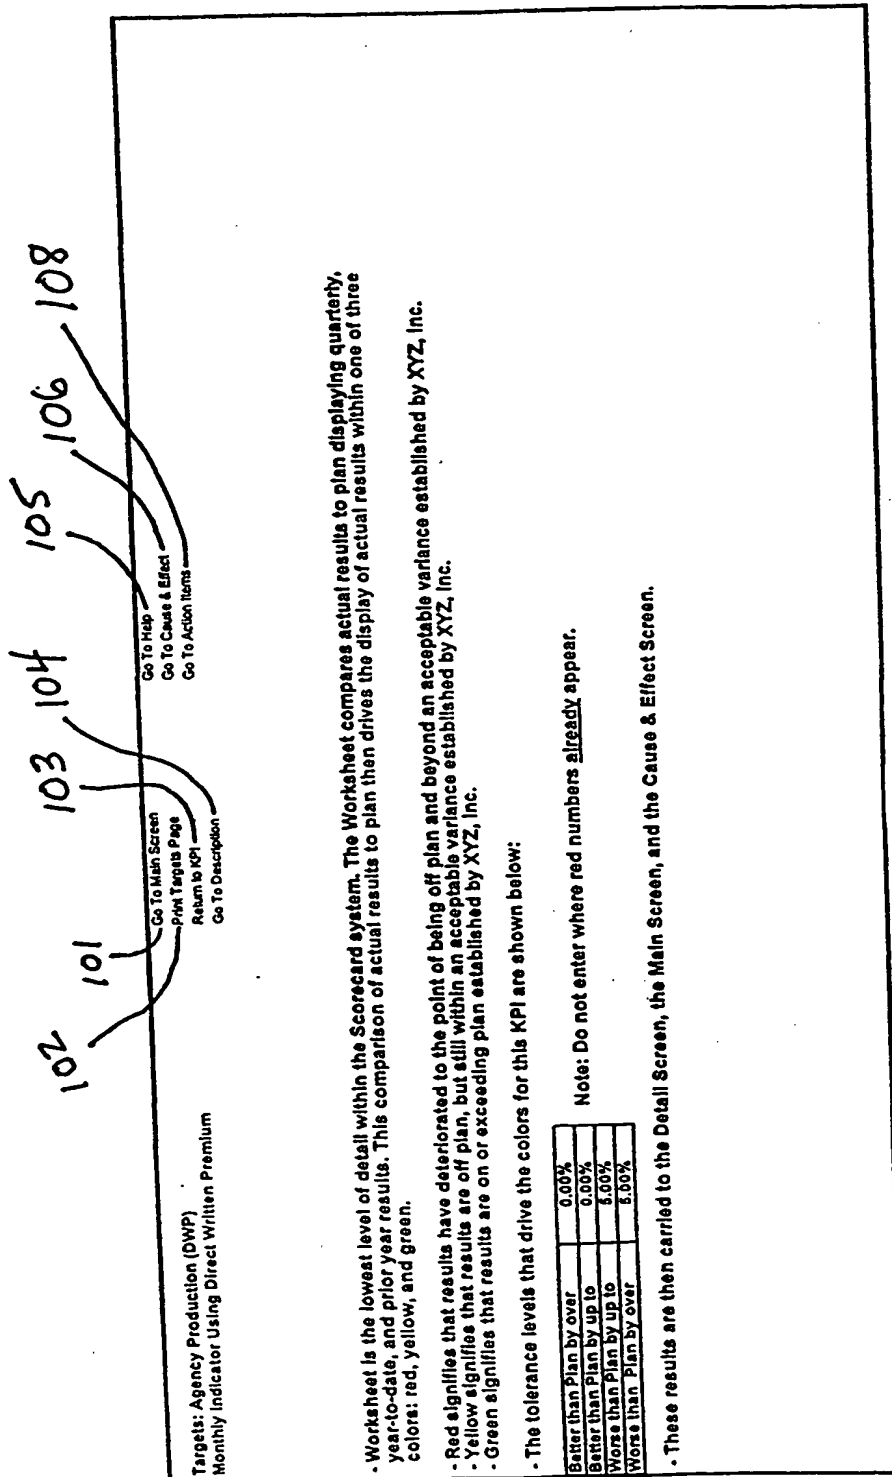 102
101
103
104
105
106
108
Targets: Agency Production (DWP)
Monthly Indicator Using Direct Written Premium
Go To Main Screen
Print Targets Page
Return to KPI
Go To Description
Go To Help
Go To Cause & Effect
Go To Action Items
- Worksheet is the lowest level of detail within the Scorecard system. The Worksheet compares actual results to plan displaying quarterly,
year-to-date, and prior year results. This comparison of actual results to plan then drives the display of actual results within one of three
colors: red, yellow, and green.
- Red signifies that results have deteriorated to the point of being off plan and beyond an acceptable variance established by XYZ, Inc.
- Yellow signifies that results are off plan, but still within an acceptable variance established by XYZ, Inc.
- Green signifies that results are on or exceeding plan established by XYZ, Inc.
- The tolerance levels that drive the colors for this KPI are shown below:
Better than Plan by over 0.00%
Better than Plan by up to 0.00%
Worse than Plan by up to 5.00%
Worse than Plan by over 5.00%
Note: Do not enter where red numbers already appear.
- These results are then carried to the Detail Screen, the Main Screen, and the Cause & Effect Screen.